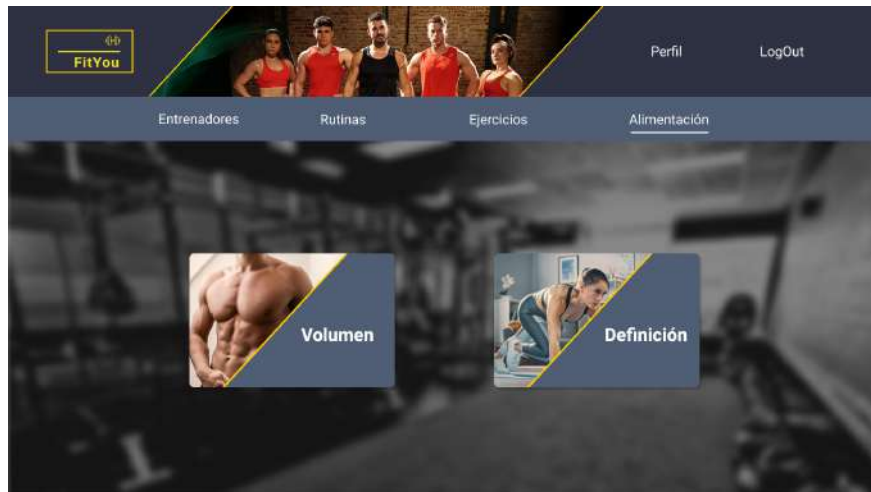 FitYou
Perfil
LogOut
Entrenadores
Rutinas
Ejercicios
Alimentación
Volumen
Definición